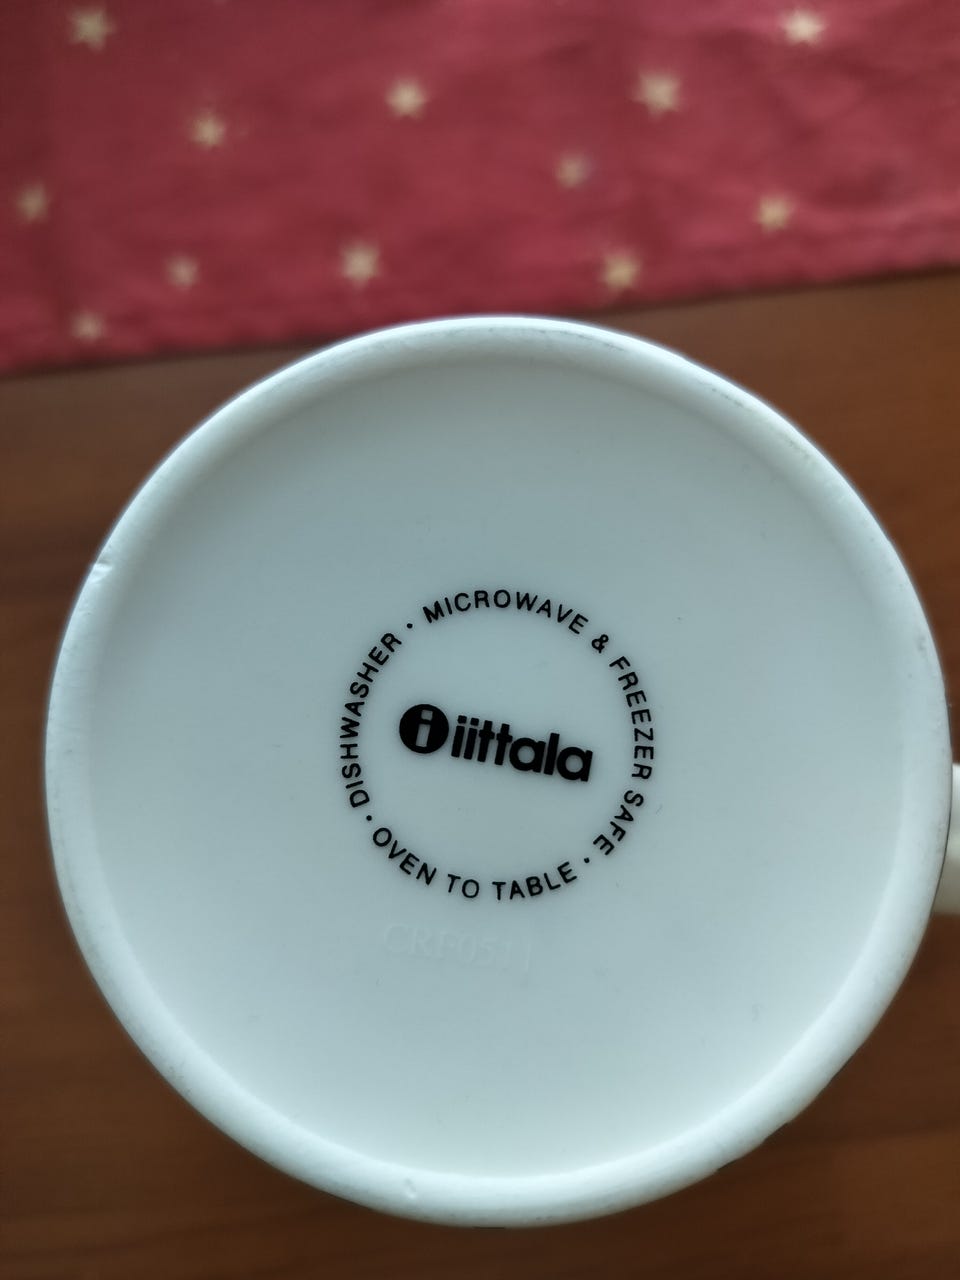 DISHWASHER • MICROWAVE & FREEZER SAFE • OVEN TO TABLE •
i iittala